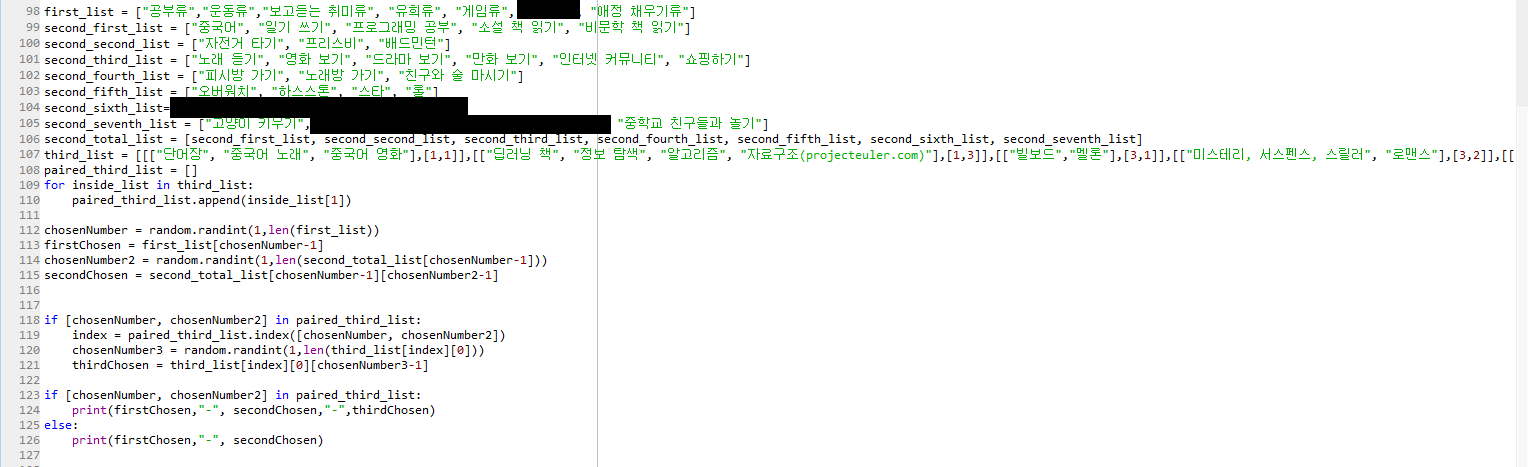 98 first_list = ["공부류","운동류","보고듣는 취미류", "유희류", "게임류", , "애정 채우기류"]
99 second_first_list = ["중국어", "일기 쓰기", "프로그래밍 공부", "소설 책 읽기", "비문학 책 읽기"]
100 second_second_list = ["자전거 타기", "프리스비", "배드민턴"]
101 second_third_list = ["노래 듣기", "영화 보기", "드라마 보기", "만화 보기", "인터넷 커뮤니티", "쇼핑하기"]
102 second_fourth_list = ["피시방 가기", "노래방 가기", "친구와 술 마시기"]
103 second_fifth_list = ["오버워치", "하스스톤", "스타", "롤"]
104 second_sixth_list=
105 second_seventh_list = ["고양이 키우기", "중학교 친구들과 놀기"]
106 second_total_list = [second_first_list, second_second_list, second_third_list, second_fourth_list, second_fifth_list, second_sixth_list, second_seventh_list]
107 third_list = [[["단어장", "중국어 노래", "중국어 영화"],[1,1]],[["딥러닝 책", "정보 탐색", "알고리즘", "자료구조(projecteuler.com)"],[1,3]],[["빌보드","멜론"],[3,1]],[["미스테리, 서스펜스, 스릴러", "로맨스"],[3,2]],[[
108 paired_third_list = []
109 for inside_list in third_list:
110     paired_third_list.append(inside_list[1])
111
112 chosenNumber = random.randint(1,len(first_list))
113 firstChosen = first_list[chosenNumber-1]
114 chosenNumber2 = random.randint(1,len(second_total_list[chosenNumber-1]))
115 secondChosen = second_total_list[chosenNumber-1][chosenNumber2-1]
116
117
118 if [chosenNumber, chosenNumber2] in paired_third_list:
119     index = paired_third_list.index([chosenNumber, chosenNumber2])
120     chosenNumber3 = random.randint(1,len(third_list[index][0]))
121     thirdChosen = third_list[index][0][chosenNumber3-1]
122
123 if [chosenNumber, chosenNumber2] in paired_third_list:
124     print(firstChosen,"-", secondChosen,"-",thirdChosen)
125 else:
126     print(firstChosen,"-", secondChosen)
127